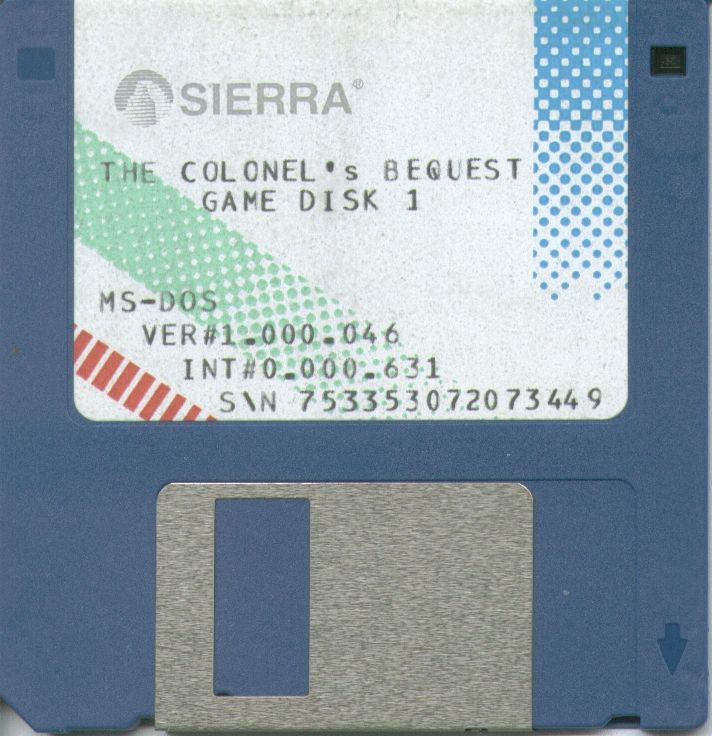 SIERRA®
THE COLONEL's BEQUEST
GAME DISK 1
MS-DOS
VER#1.000.046
INT#0.000.631
S\N 753353072073449